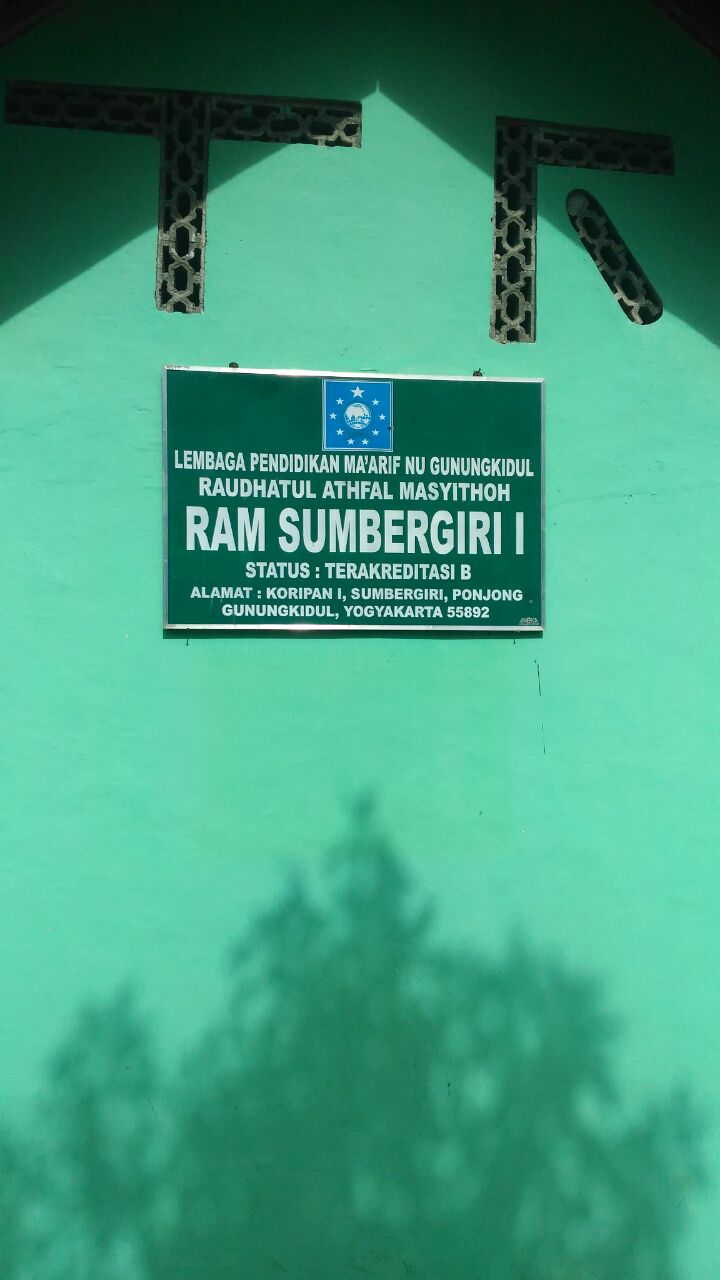 TK
LEMBAGA PENDIDIKAN MA'ARIF NU GUNUNGKIDUL
RAUDHATUL ATHFAL MASYITHOH
RAM SUMBERGIRI I
STATUS : TERAKREDITASI B
ALAMAT : KORIPAN I, SUMBERGIRI, PONJONG
GUNUNGKIDUL, YOGYAKARTA 55892